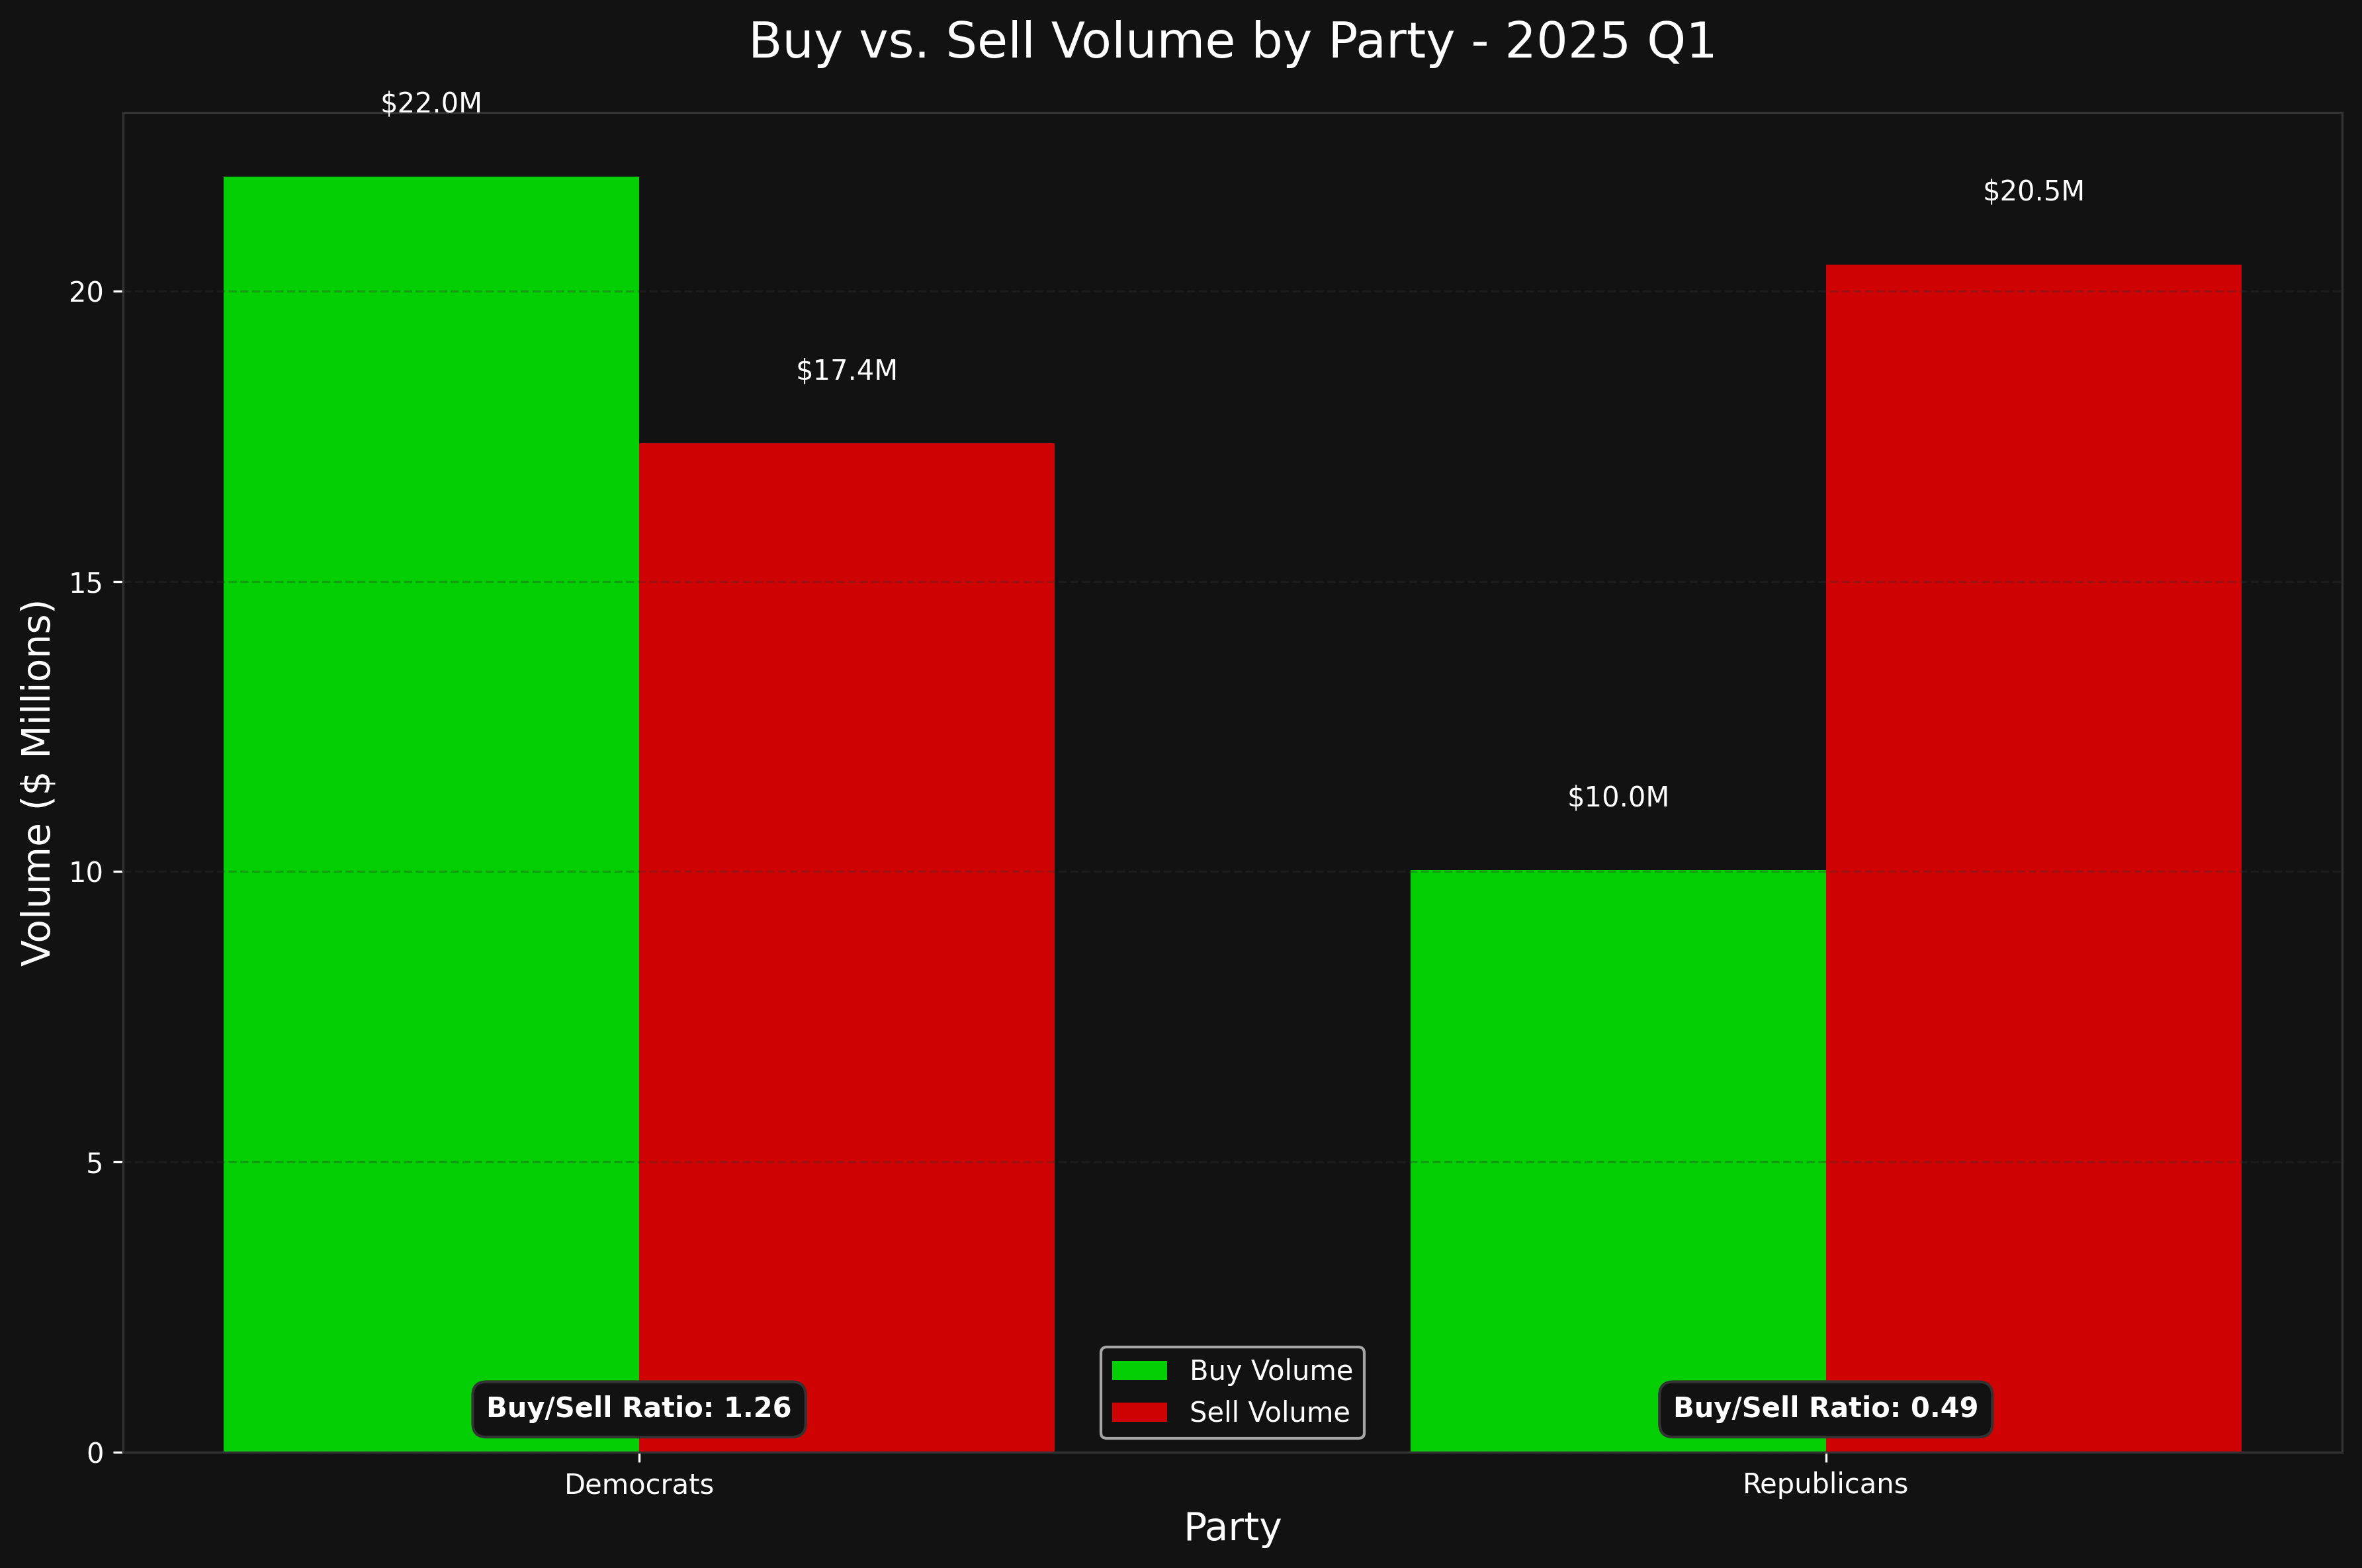 Buy vs. Sell Volume by Party - 2025 Q1
$22.0M
$20.5M
$17.4M
$10.0M
Volume ($ Millions)
20
15
10
5
0
Buy Volume
Sell Volume
Buy/Sell Ratio: 1.26
Buy/Sell Ratio: 0.49
Democrats
Republicans
Party